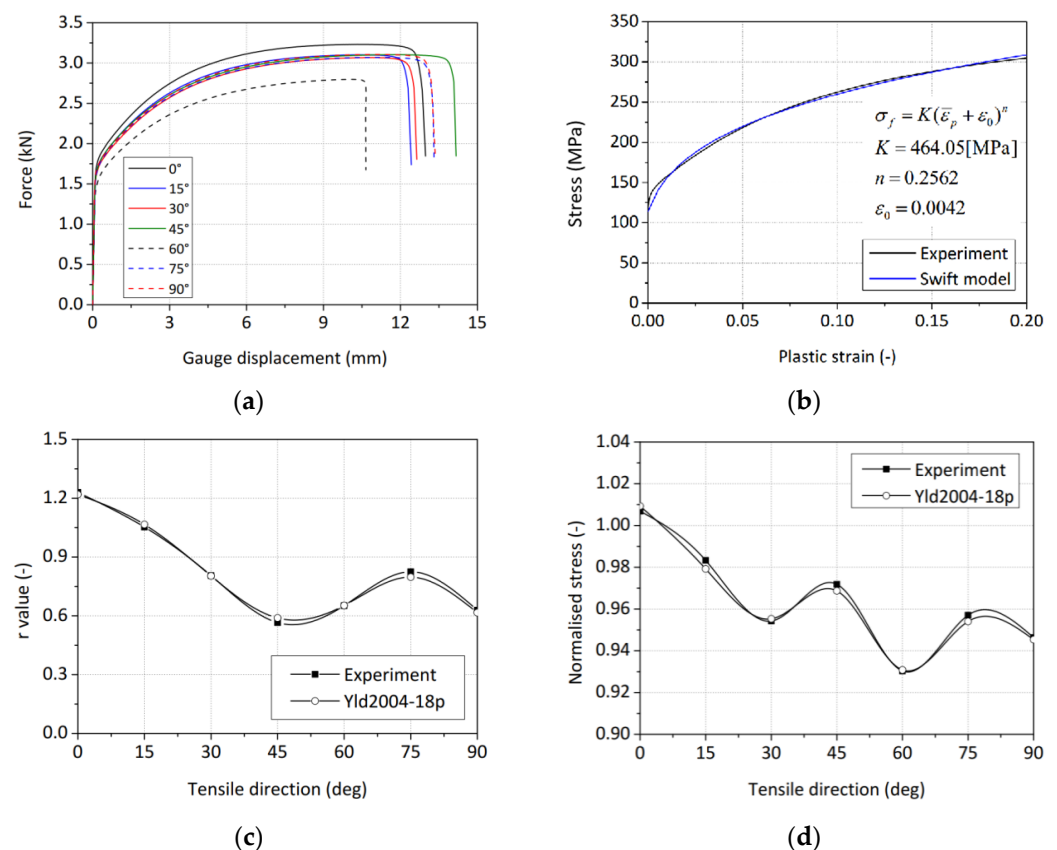 3.5
3.0
2.5
2.0
1.5
1.0
0.5
0.0
Force (kN)
0°
15°
30°
45°
60°
75°
90°
0 3 6 9 12 15
Gauge displacement (mm)
(a)
350
300
250
200
150
100
50
0
Stress (MPa)
σ_f = K(ε̅_p + ε_0)^n
K = 464.05[MPa]
n = 0.2562
ε_0 = 0.0042
Experiment
Swift model
0.00 0.05 0.10 0.15 0.20
Plastic strain (-)
(b)
1.5
1.2
0.9
0.6
0.3
0.0
r value (-)
Experiment
Yld2004-18p
0 15 30 45 60 75 90
Tensile direction (deg)
(c)
1.04
1.02
1.00
0.98
0.96
0.94
0.92
0.90
Normalised stress (-)
Experiment
Yld2004-18p
0 15 30 45 60 75 90
Tensile direction (deg)
(d)